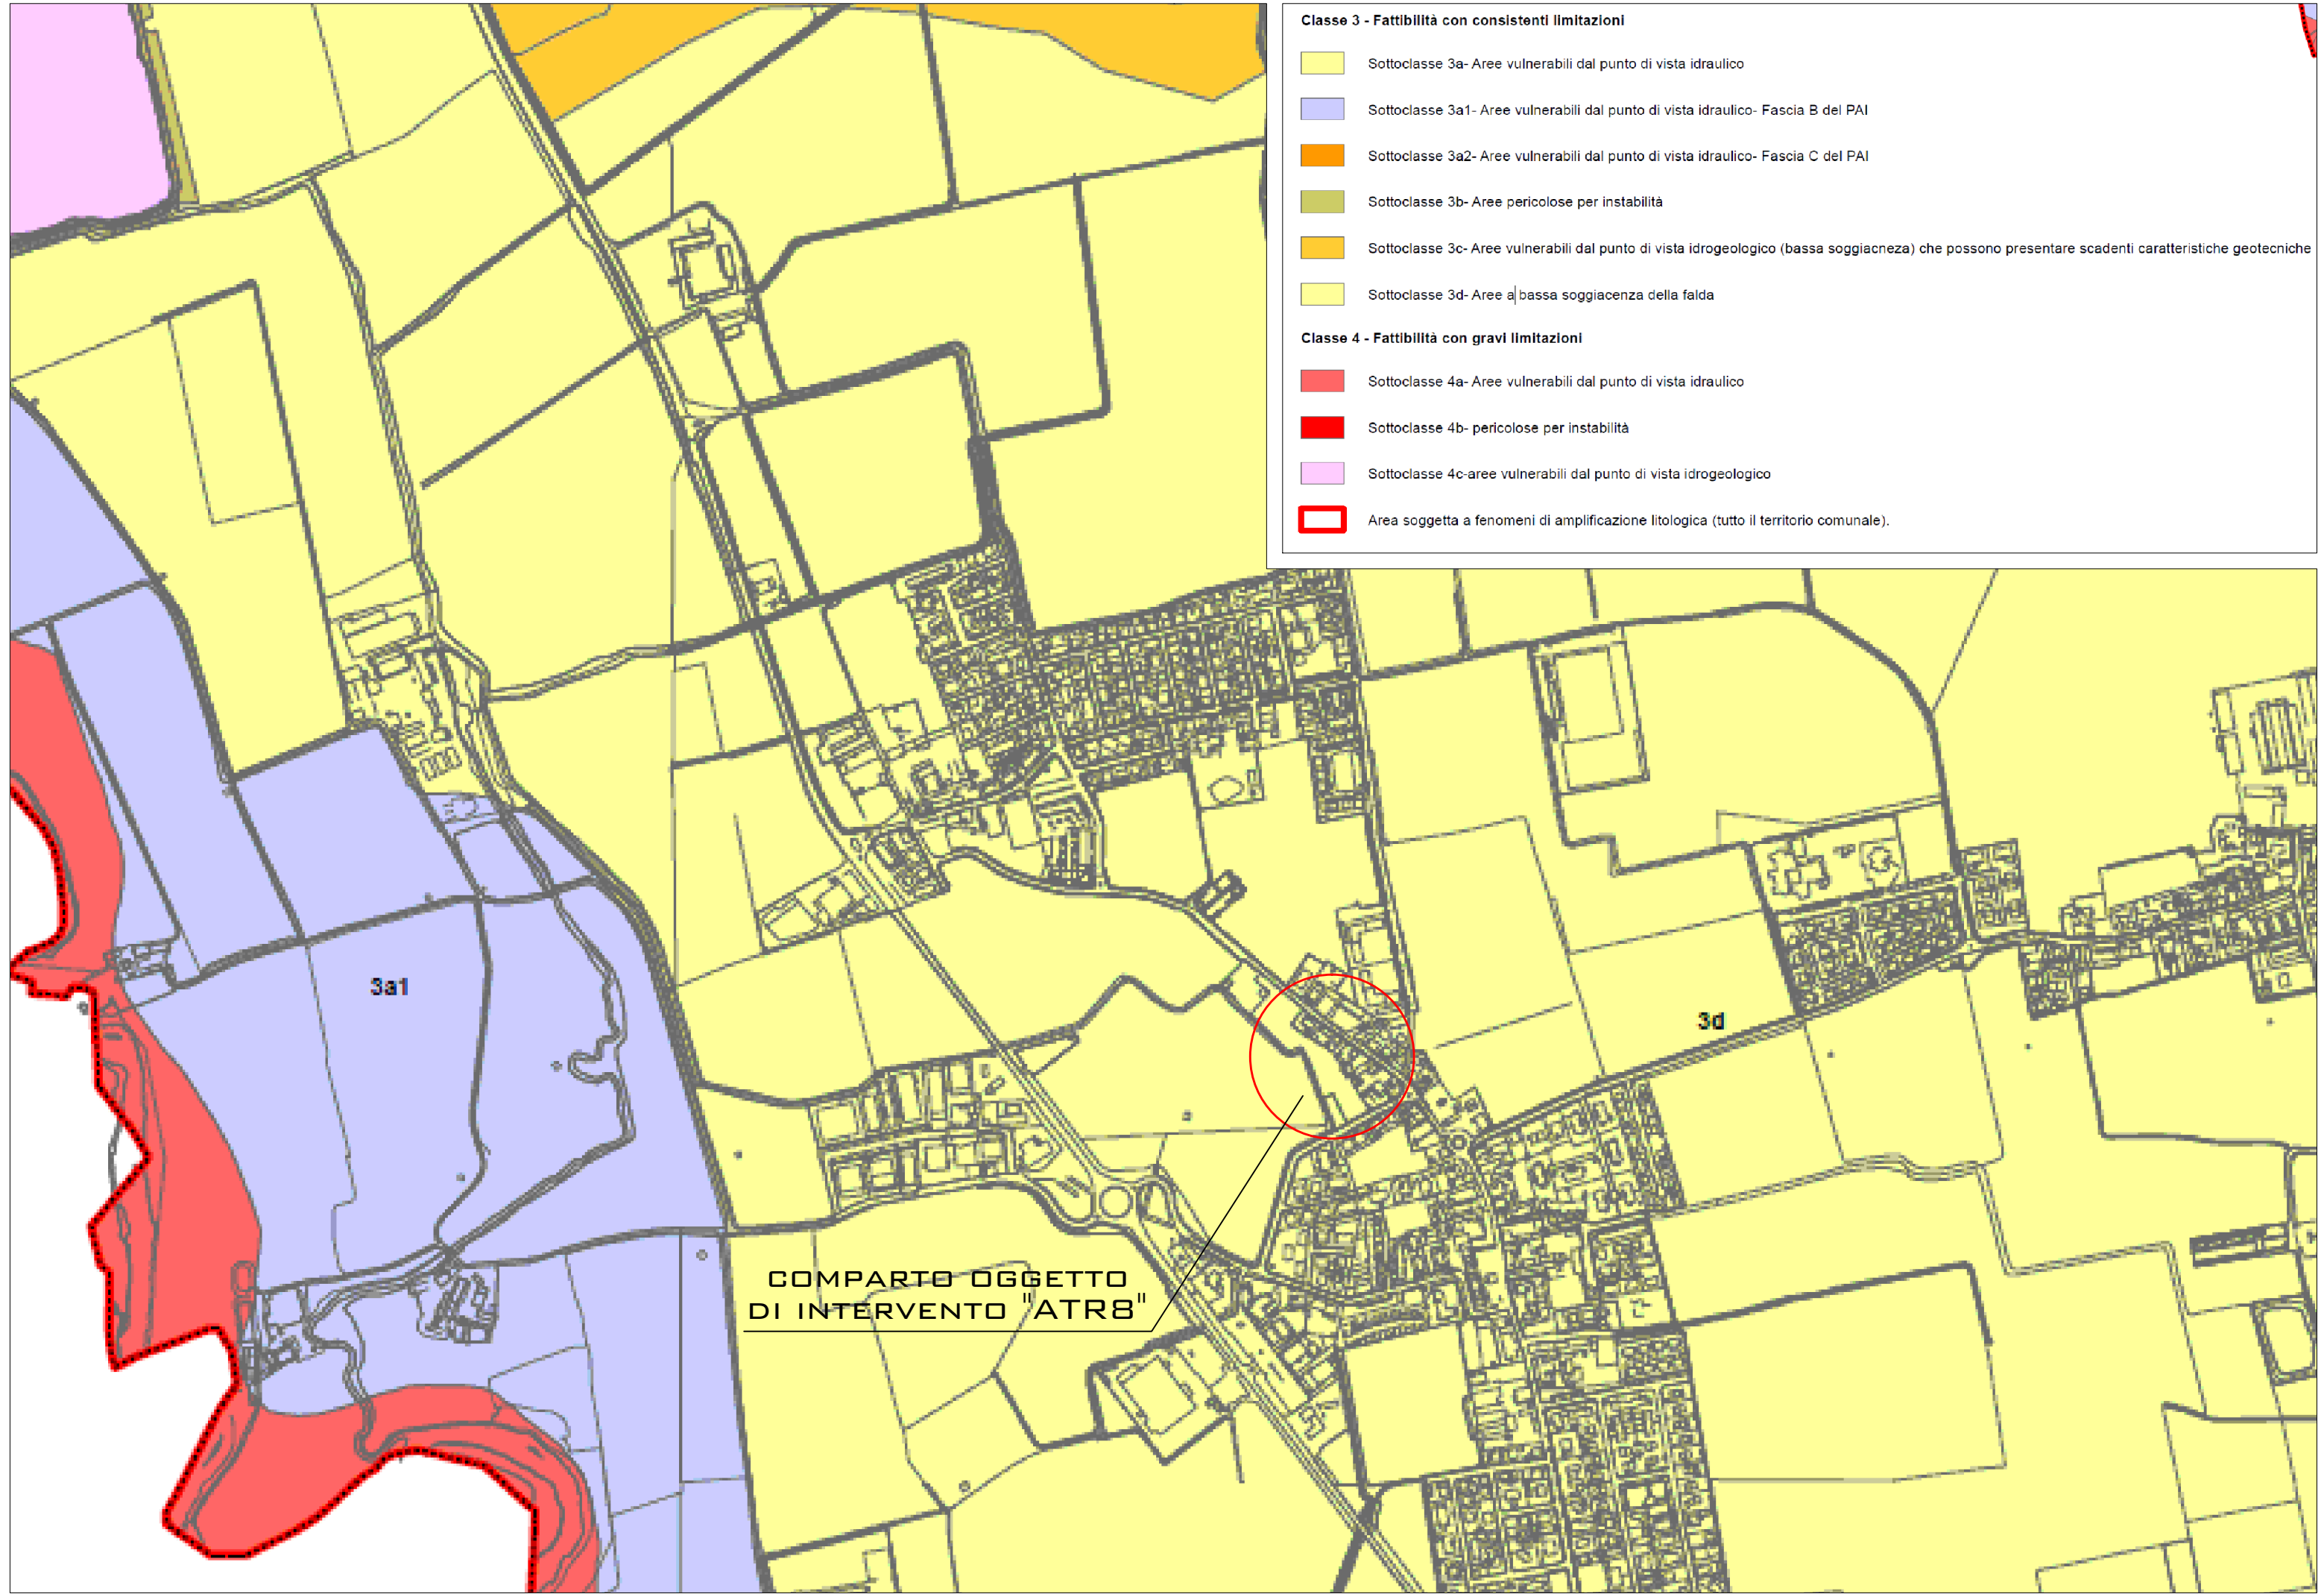 Classe 3 - Fattibilità con consistenti limitazioni
Sottoclasse 3a- Aree vulnerabili dal punto di vista idraulico
Sottoclasse 3a1- Aree vulnerabili dal punto di vista idraulico- Fascia B del PAI
Sottoclasse 3a2- Aree vulnerabili dal punto di vista idraulico- Fascia C del PAI
Sottoclasse 3b- Aree pericolose per instabilità
Sottoclasse 3c- Aree vulnerabili dal punto di vista idrogeologico (bassa soggiacneza) che possono presentare scadenti caratteristiche geotecniche
Sottoclasse 3d- Aree a bassa soggiacenza della falda
Classe 4 - Fattibilità con gravi limitazioni
Sottoclasse 4a- Aree vulnerabili dal punto di vista idraulico
Sottoclasse 4b- pericolose per instabilità
Sottoclasse 4c-aree vulnerabili dal punto di vista idrogeologico
Area soggetta a fenomeni di amplificazione litologica (tutto il territorio comunale).
3a1
3d
COMPARTO OGGETTO
DI INTERVENTO "ATR8"